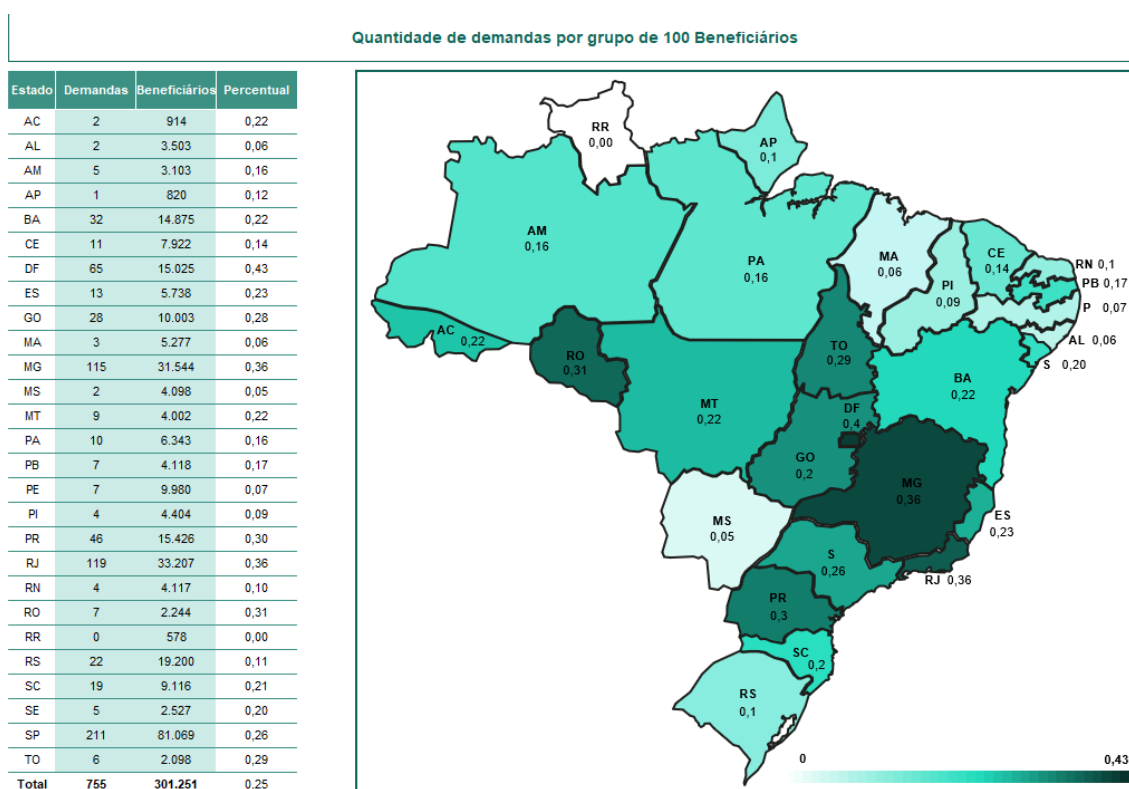 Quantidade de demandas por grupo de 100 Beneficiários
Estado Demandas Beneficiários Percentual
AC 2 914 0,22
AL 2 3.503 0,06
AM 5 3.103 0,16
AP 1 820 0,12
BA 32 14.875 0,22
CE 11 7.922 0,14
DF 65 15.025 0,43
ES 13 5.738 0,23
GO 28 10.003 0,28
MA 3 5.277 0,06
MG 115 31.544 0,36
MS 2 4.098 0,05
MT 9 4.002 0,22
PA 10 6.343 0,16
PB 7 4.118 0,17
PE 7 9.980 0,07
PI 4 4.404 0,09
PR 46 15.426 0,30
RJ 119 33.207 0,36
RN 4 4.117 0,10
RO 7 2.244 0,31
RR 0 578 0,00
RS 22 19.200 0,11
SC 19 9.116 0,21
SE 5 2.527 0,20
SP 211 81.069 0,26
TO 6 2.098 0,29
Total 755 301.251 0.25
RR
0,00
AP
0,1
AM
0,16
PA
0,16
MA
0,06
PI
0,09
CE
0,14
RN 0,1
PB 0,17
P 0,07
AL 0,06
S 0,20
AC 0,22
RO
0,31
TO
0,29
BA
0,22
MT
0,22
DF
0,4
GO
0,2
MG
0,36
ES
0,23
MS
0,05
S
0,26
RJ 0,36
PR
0,3
SC
0,2
RS
0,1
0 0,43